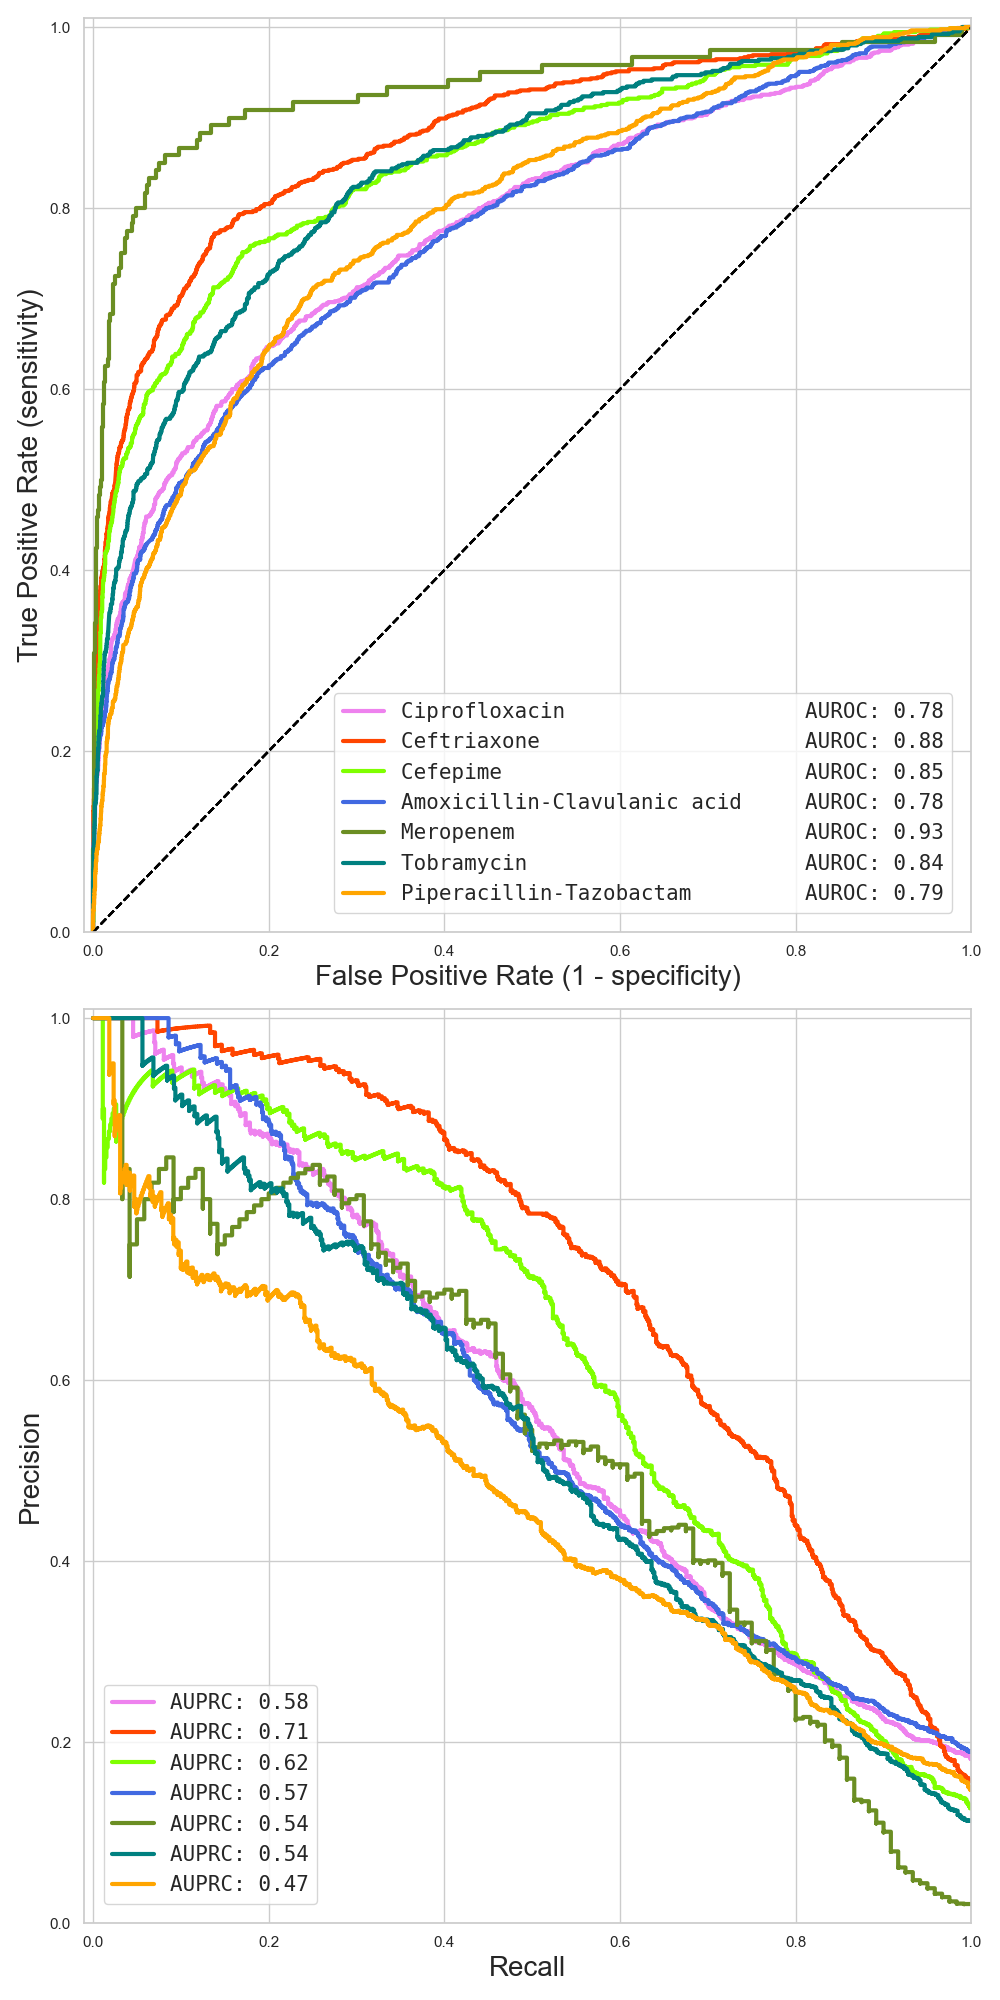 1.0
0.8
0.6
0.4
0.2
0.0
True Positive Rate (sensitivity)
Ciprofloxacin AUROC: 0.78
Ceftriaxone AUROC: 0.88
Cefepime AUROC: 0.85
Amoxicillin-Clavulanic acid AUROC: 0.78
Meropenem AUROC: 0.93
Tobramycin AUROC: 0.84
Piperacillin-Tazobactam AUROC: 0.79
0.0 0.2 0.4 0.6 0.8 1.0
False Positive Rate (1 - specificity)
1.0
0.8
0.6
0.4
0.2
0.0
Precision
AUPRC: 0.58
AUPRC: 0.71
AUPRC: 0.62
AUPRC: 0.57
AUPRC: 0.54
AUPRC: 0.54
AUPRC: 0.47
0.0 0.2 0.4 0.6 0.8 1.0
Recall